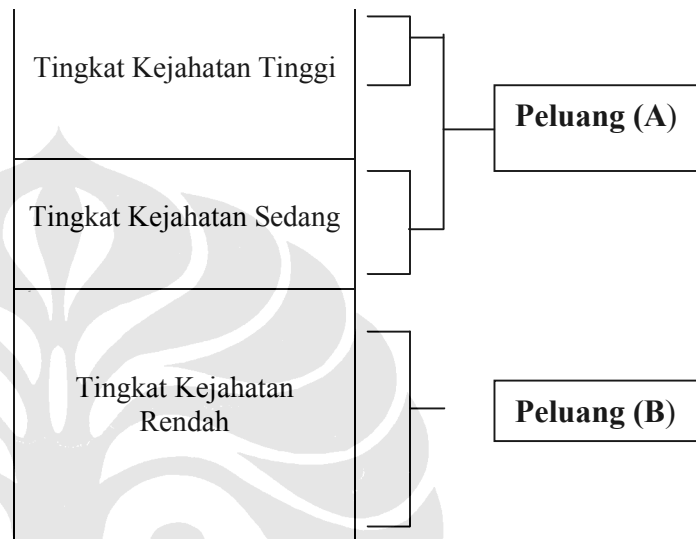 Tingkat Kejahatan Tinggi
Peluang (A)
Tingkat Kejahatan Sedang
Tingkat Kejahatan
Rendah
Peluang (B)